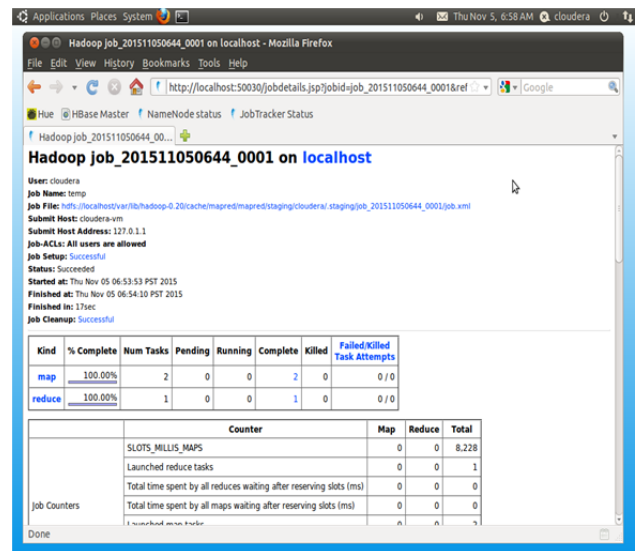 Applications Places System Thu Nov 5, 6:58 AM cloudera
Hadoop job_201511050644_0001 on localhost - Mozilla Firefox
File Edit View History Bookmarks Tools Help
http://localhost:50030/jobdetails.jsp?jobid=job_201511050644_0001&ref Google
Hue HBase Master NameNode status JobTracker Status
Hadoop job_201511050644_00...
Hadoop job_201511050644_0001 on localhost
User: cloudera
Job Name: temp
Job File: hdfs://localhost/var/lib/hadoop-0.20/cache/mapred/mapred/staging/cloudera/.staging/job_201511050644_0001/job.xml
Submit Host: cloudera-vm
Submit Host Address: 127.0.1.1
Job-ACLs: All users are allowed
Job Setup: Successful
Status: Succeeded
Started at: Thu Nov 05 06:53:53 PST 2015
Finished at: Thu Nov 05 06:54:10 PST 2015
Finished in: 17sec
Job Cleanup: Successful
Kind % Complete Num Tasks Pending Running Complete Killed Failed/Killed Task Attempts
map 100.00% 2 0 0 2 0 0 / 0
reduce 100.00% 1 0 0 1 0 0 / 0
Counter Map Reduce Total
SLOTS_MILLIS_MAPS 0 0 8,228
Launched reduce tasks 0 0 1
Total time spent by all reduces waiting after reserving slots (ms) 0 0 0
Job Counters Total time spent by all maps waiting after reserving slots (ms) 0 0 0
Launched map tasks 0 0 2
Done